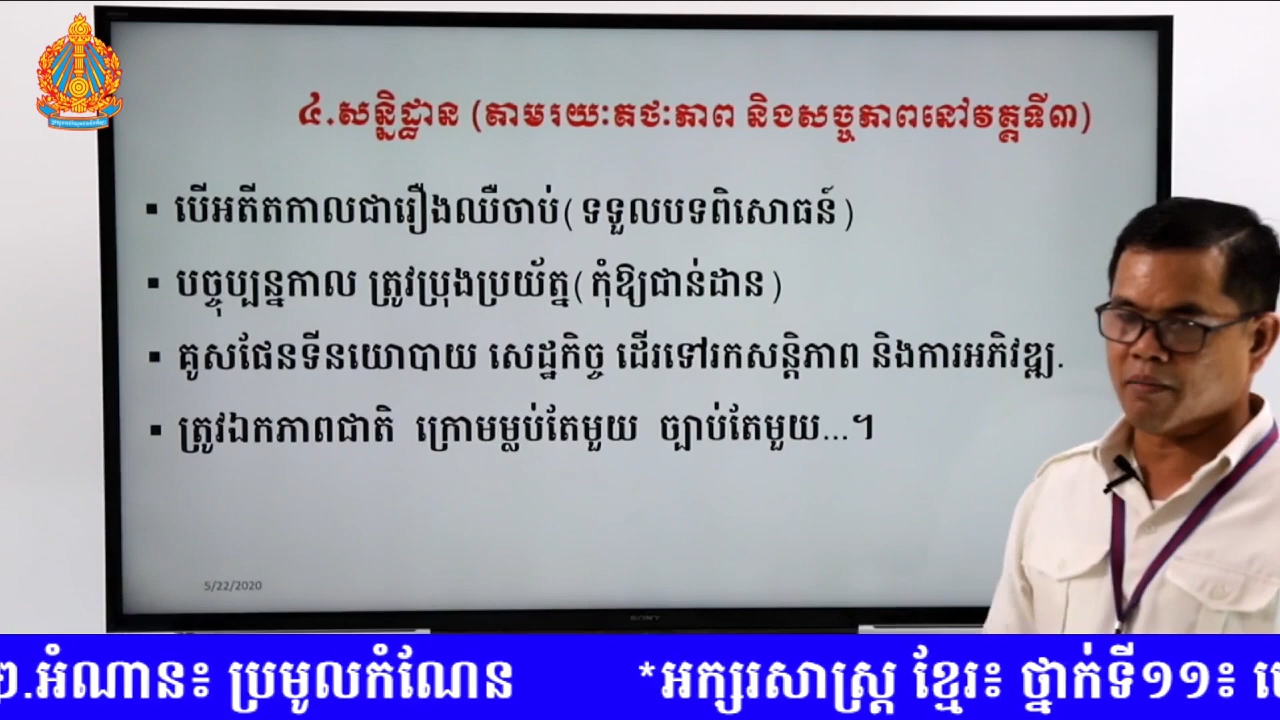 ៤.សន្និដ្ឋាន (តាមរយៈតថៈភាព និងសច្ចភាពនៅវគ្គទី៣)
▪ បើអតីតកាលជារឿងឈឺចាប់(ទទួលបទពិសោធន៍)
▪ បច្ចុប្បន្នកាល ត្រូវប្រុងប្រយ័ត្ន(កុំឱ្យជាន់ដាន)
▪ គូសផែនទីនយោបាយ សេដ្ឋកិច្ច ដើរទៅរកសន្តិភាព និងការអភិវឌ្ឍ.
▪ ត្រូវឯកភាពជាតិ ក្រោមម្លប់តែមួយ ច្បាប់តែមួយ...។
5/22/2020
SONY
.អំណាន៖ ប្រមូលកំណែន *អក្សរសាស្ត្រ ខ្មែរ៖ ថ្នាក់ទី១១៖